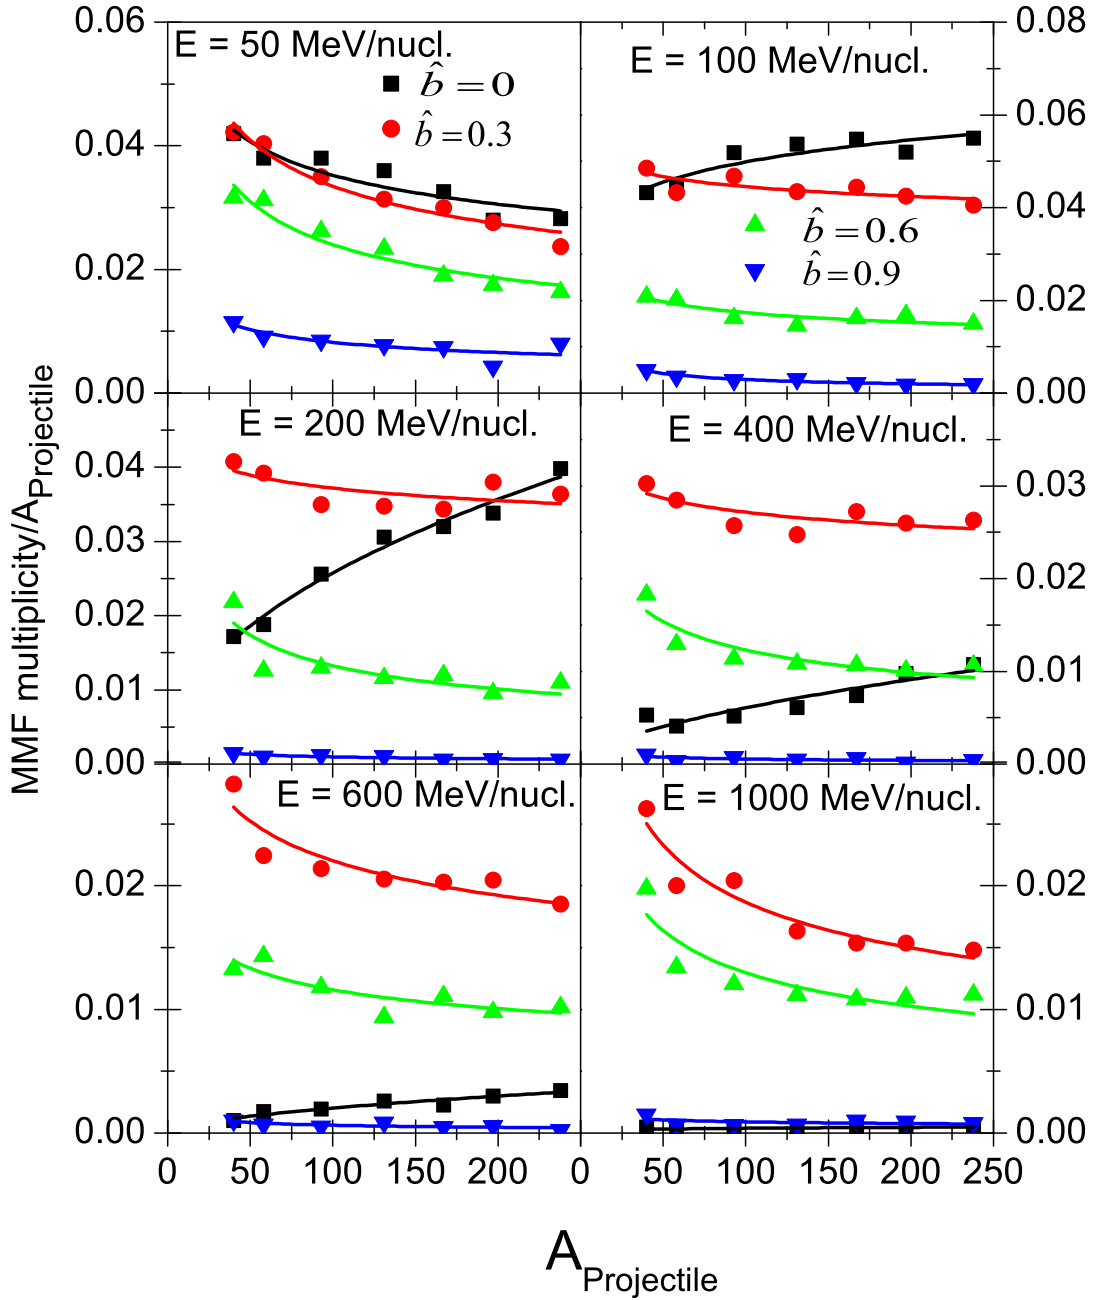 0.06
0.04
0.02
0.00
E = 50 MeV/nucl.
b̂ = 0
b̂ = 0.3
E = 100 MeV/nucl.
b̂ = 0.6
b̂ = 0.9
0.08
0.06
0.04
0.02
0.00
0.04
0.03
0.02
0.01
0.00
E = 200 MeV/nucl.
E = 400 MeV/nucl.
0.03
0.02
0.01
0.00
0.02
0.01
0.00
E = 600 MeV/nucl.
E = 1000 MeV/nucl.
0.02
0.01
0.00
0 50 100 150 200 0 50 100 150 200 250
MMF multiplicity/A_Projectile
A_Projectile